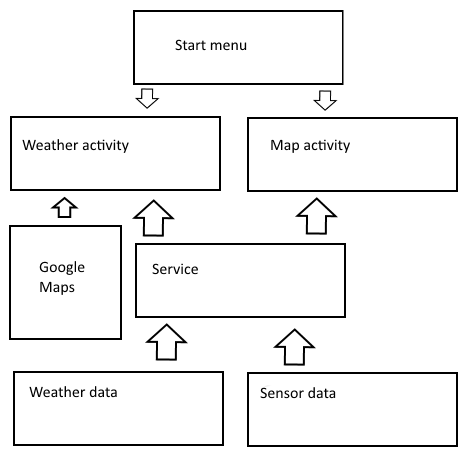 Start menu
Weather activity
Map activity
Google
Maps
Service
Weather data
Sensor data